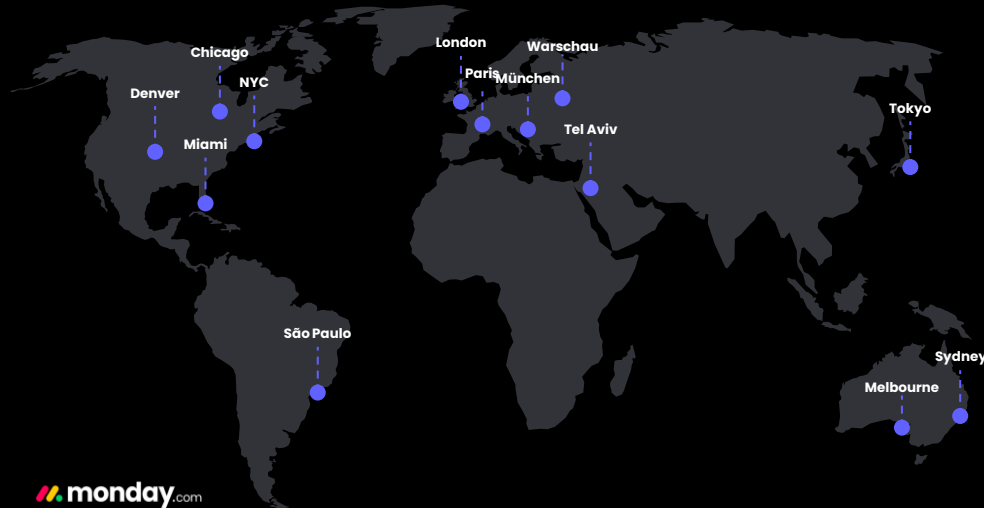 London
Warschau
Chicago
Paris
München
NYC
Denver
Tokyo
Tel Aviv
Miami
São Paulo
Sydney
Melbourne
monday.com